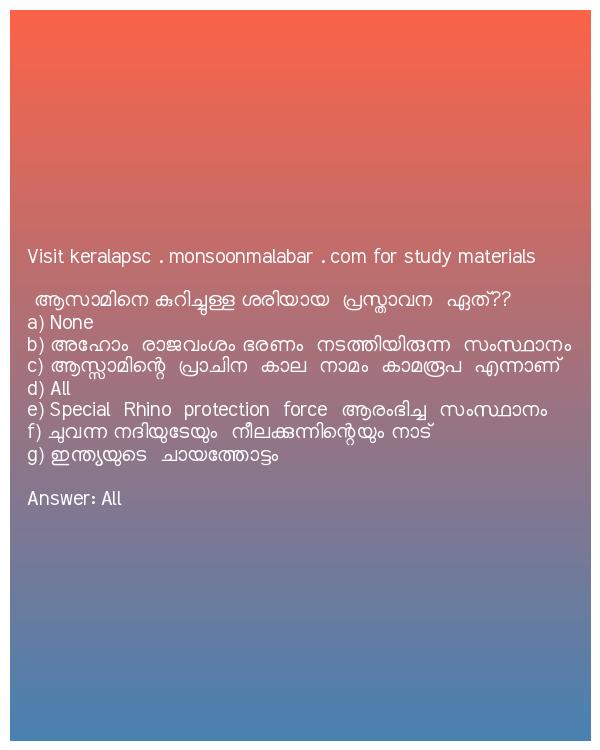 Visit keralapsc . monsoonmalabar . com for study materials
ആസാമിനെ കുറിച്ചുള്ള ശരിയായ പ്രസ്താവന ഏത്??
a) None
b) അഹോം രാജവംശം ഭരണം നടത്തിയിരുന്ന സംസ്ഥാനം
c) ആസ്സാമിന്റെ പ്രാചിന കാല നാമം കാമരൂപ എന്നാണ്
d) All
e) Special Rhino protection force ആരംഭിച്ച സംസ്ഥാനം
f) ചുവന്ന നദിയുടേയും നീലക്കുന്നിന്റെയും നാട്
g) ഇന്ത്യയുടെ ചായത്തോട്ടം
Answer: All